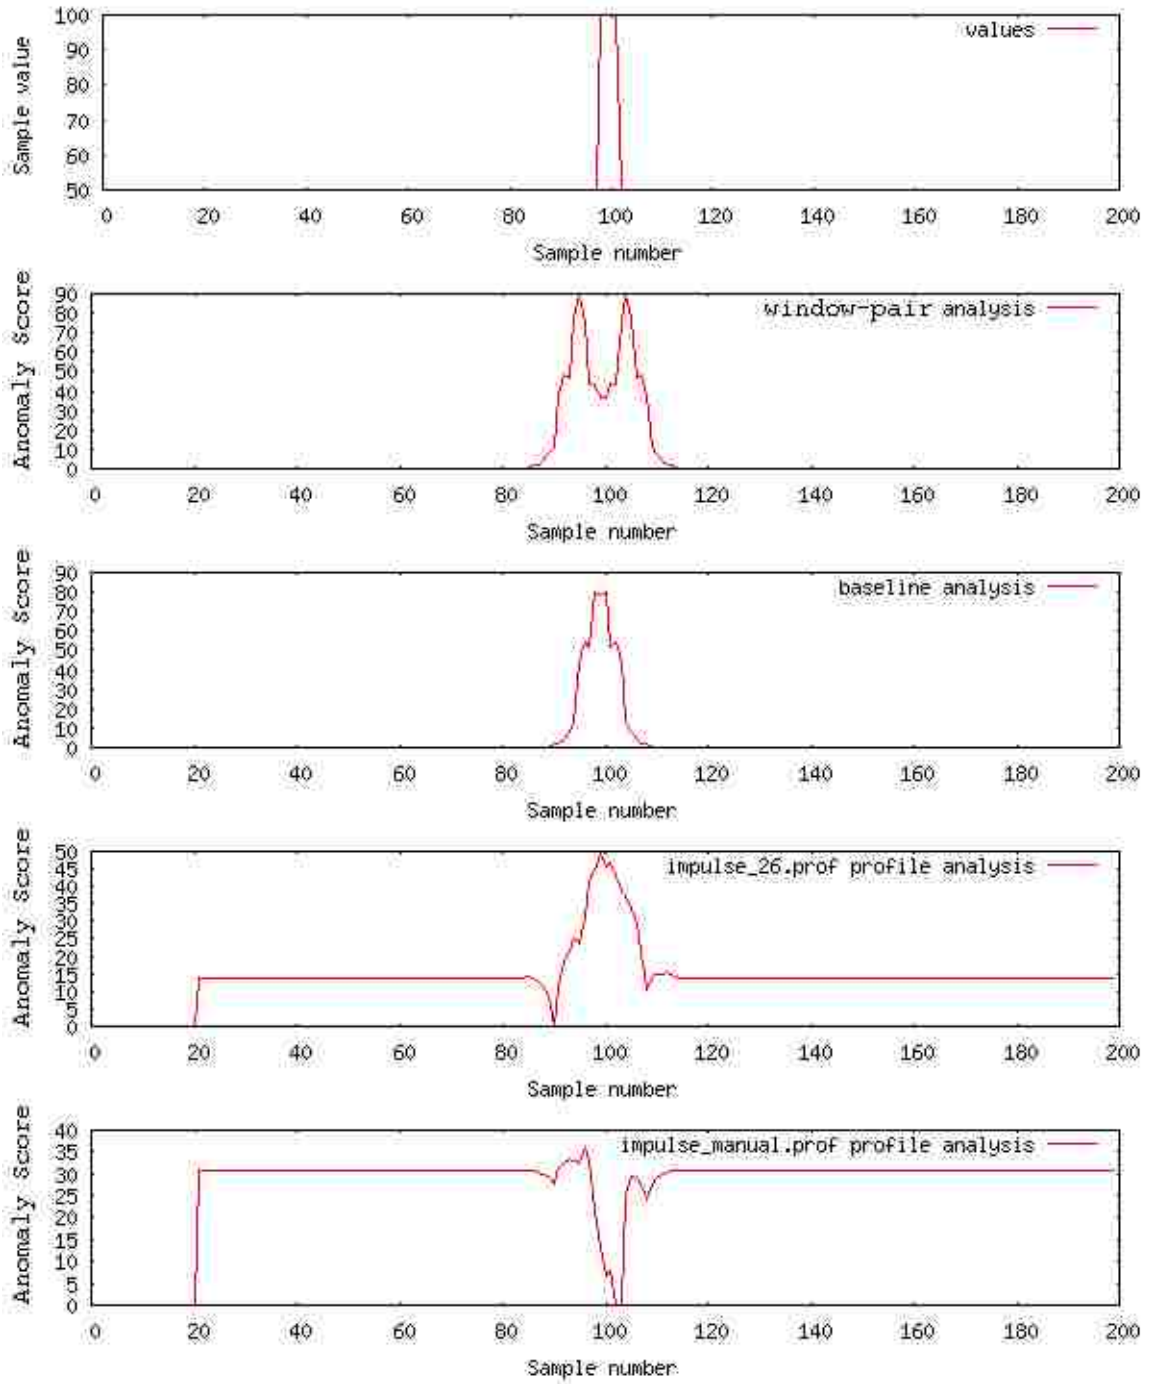 Sample value
100
90
80
70
60
50
values
0 20 40 60 80 100 120 140 160 180 200
Sample number
Anomaly Score
90
80
70
60
50
40
30
20
10
0
window-pair analysis
0 20 40 60 80 100 120 140 160 180 200
Sample number
Anomaly Score
90
80
70
60
50
40
30
20
10
0
baseline analysis
0 20 40 60 80 100 120 140 160 180 200
Sample number
Anomaly Score
50
45
40
35
30
25
20
15
10
5
0
impulse_26.prof profile analysis
0 20 40 60 80 100 120 140 160 180 200
Sample number
Anomaly Score
40
35
30
25
20
15
10
5
0
impulse_manual.prof profile analysis
0 20 40 60 80 100 120 140 160 180 200
Sample number